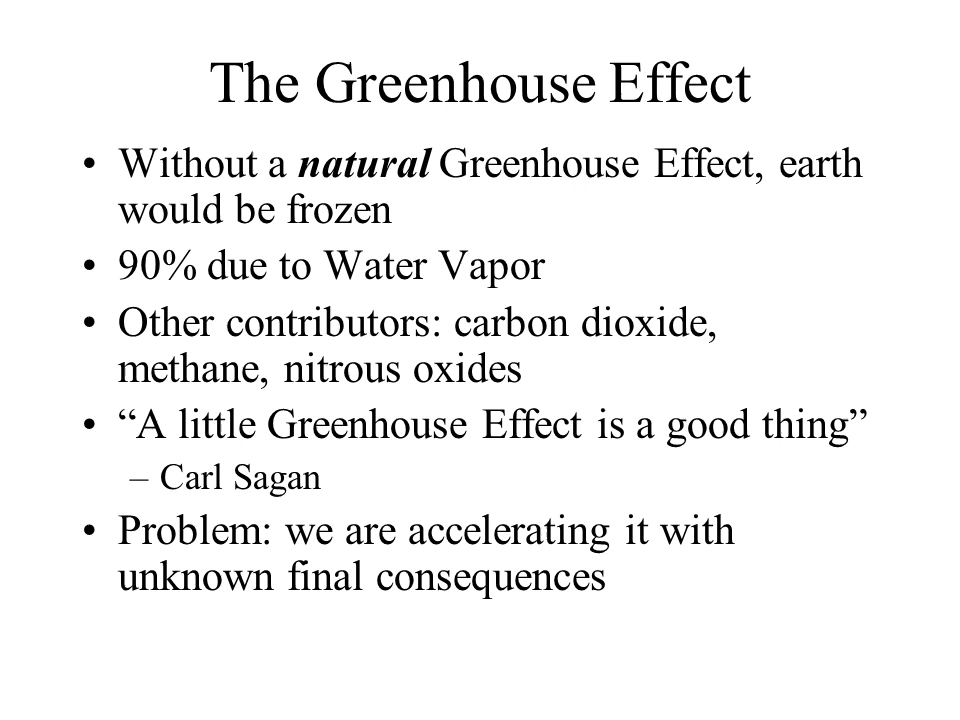 The Greenhouse Effect
• Without a natural Greenhouse Effect, earth
would be frozen
• 90% due to Water Vapor
• Other contributors: carbon dioxide,
methane, nitrous oxides
• “A little Greenhouse Effect is a good thing”
– Carl Sagan
• Problem: we are accelerating it with
unknown final consequences